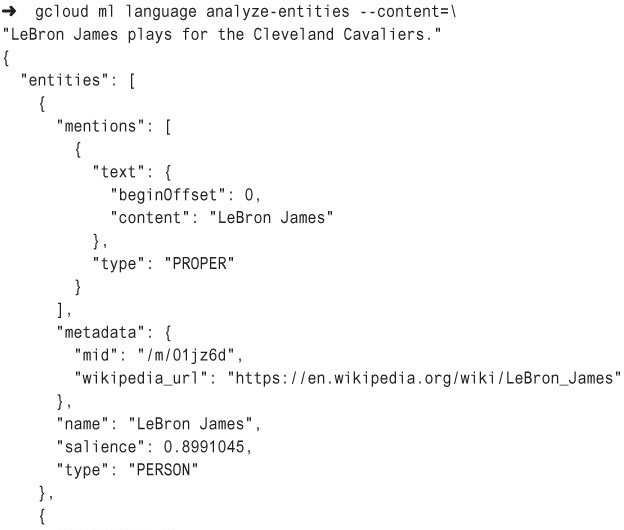 ➜ gcloud ml language analyze-entities --content=\
"LeBron James plays for the Cleveland Cavaliers."
{
  "entities": [
    {
      "mentions": [
        {
          "text": {
            "beginOffset": 0,
            "content": "LeBron James"
          },
          "type": "PROPER"
        }
      ],
      "metadata": {
        "mid": "/m/01jz6d",
        "wikipedia_url": "https://en.wikipedia.org/wiki/LeBron_James"
      },
      "name": "LeBron James",
      "salience": 0.8991045,
      "type": "PERSON"
    },
    {